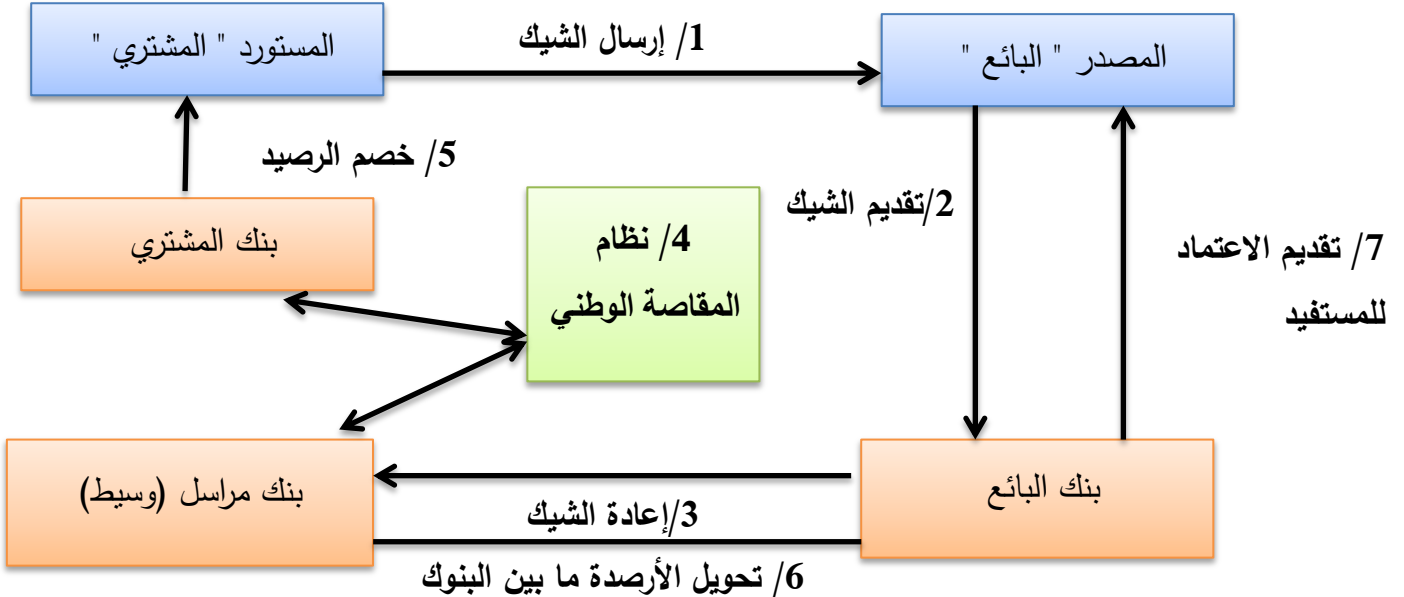 المستورد " المشتري "
1/ إرسال الشيك
المصدر " البائع "
5/ خصم الرصيد
2/تقديم الشيك
7/ تقديم الاعتماد
للمستفيد
بنك المشتري
4/ نظام
المقاصة الوطني
بنك مراسل (وسيط)
3/إعادة الشيك
بنك البائع
6/ تحويل الأرصدة ما بين البنوك